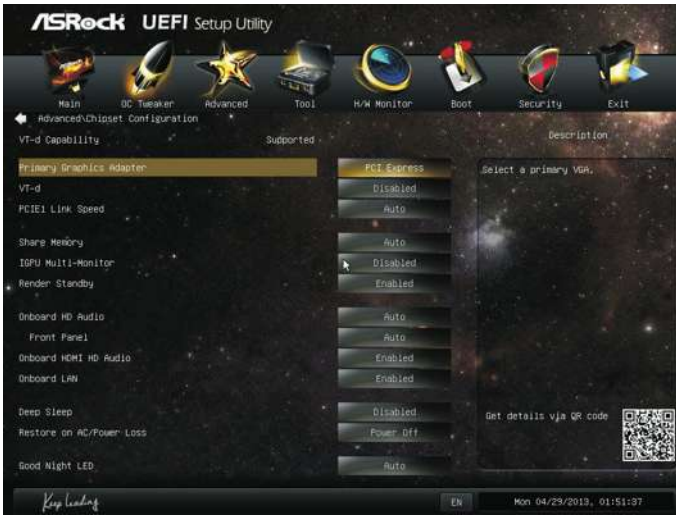 ASRock UEFI Setup Utility
Main OC Tweaker Advanced Tool H/W Monitor Boot Security Exit
Advanced\Chipset Configuration
Description
VT-d Capability Supported
Primary Graphics Adapter PCI Express
Select a primary VGA.
VT-d Disabled
PCIE1 Link Speed Auto
Share Memory Auto
IGPU Multi-Monitor Disabled
Render Standby Enabled
Onboard HD Audio Auto
Front Panel Auto
Onboard HDMI HD Audio Enabled
Onboard LAN Enabled
Deep Sleep Disabled
Get details via QR code
Restore on AC/Power Loss Power Off
Good Night LED Auto
Keep Leading
EN
Mon 04/29/2013, 01:51:37